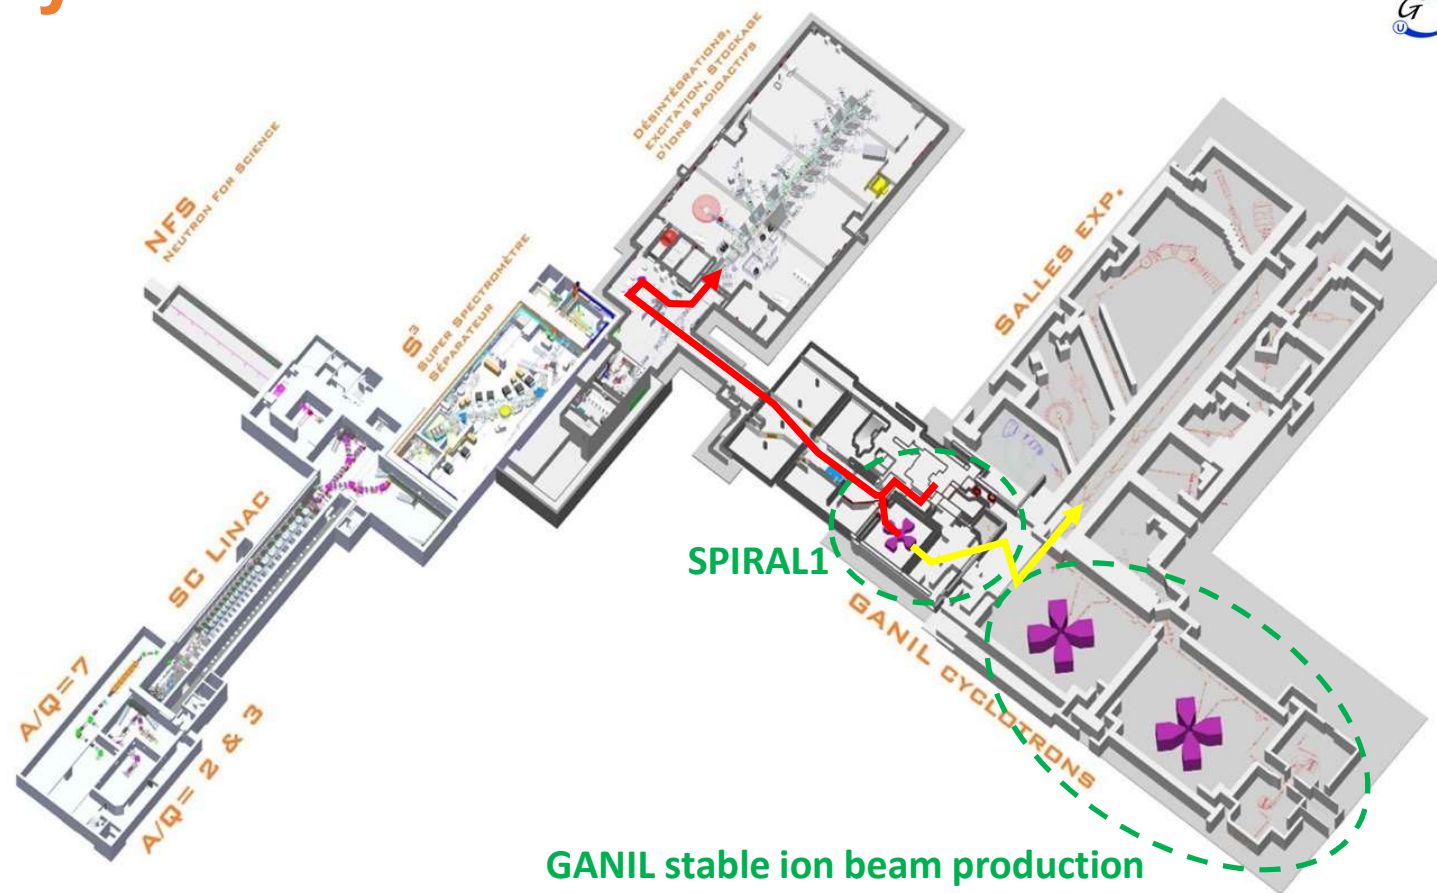 y
G
U
DÉSINTÉGRATIONS,
EXCITATION, STOCKAGE
D'IONS RADIOACTIFS
NFS
NEUTRON FOR SCIENCE
S³
SUPER SPECTROMÈTRE
SÉPARATEUR
SALLES EXP.
SC LINAC
SPIRAL1
GANIL CYCLOTRONS
A/Q=7
A/Q= 2 & 3
GANIL stable ion beam production